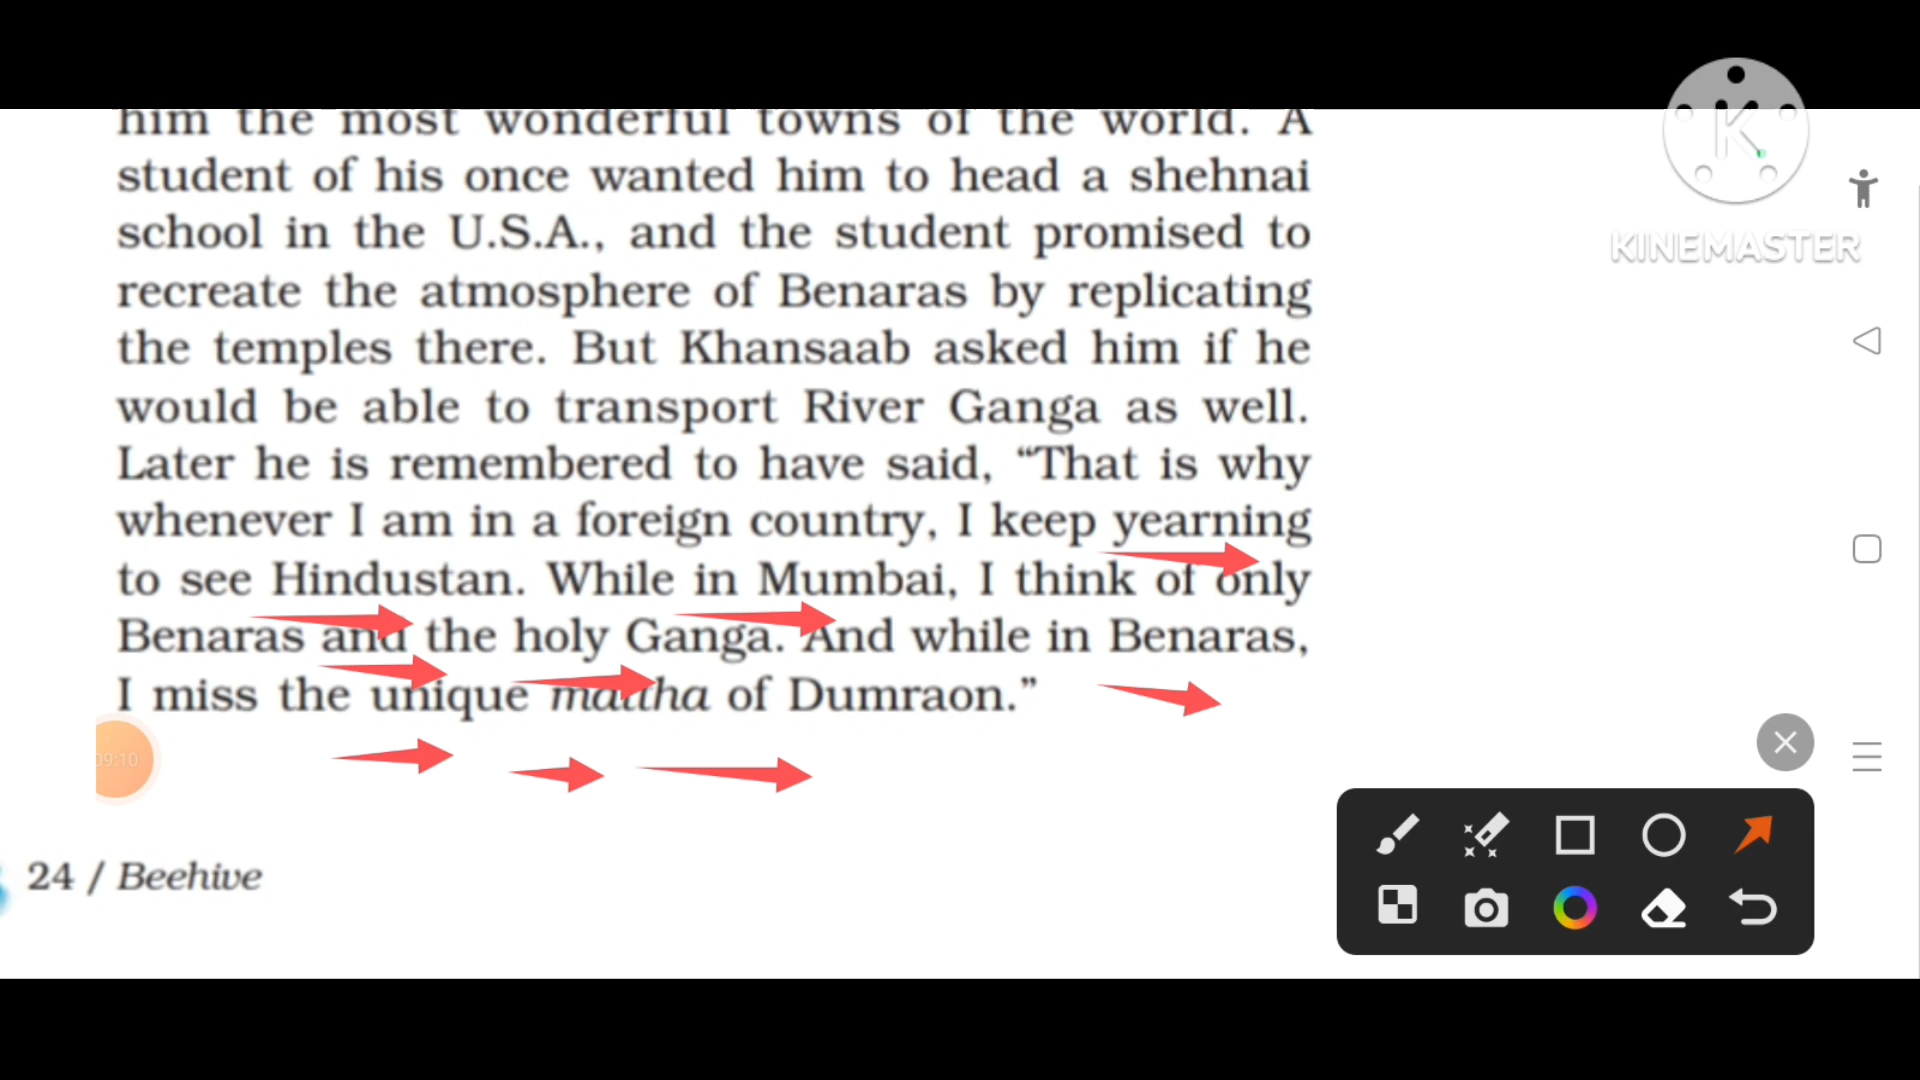 him the most wonderful towns of the world. A
student of his once wanted him to head a shehnai
school in the U.S.A., and the student promised to
recreate the atmosphere of Benaras by replicating
the temples there. But Khansaab asked him if he
would be able to transport River Ganga as well.
Later he is remembered to have said, “That is why
whenever I am in a foreign country, I keep yearning
to see Hindustan. While in Mumbai, I think of only
Benaras and the holy Ganga. And while in Benaras,
I miss the unique mattha of Dumraon.”
09:10
24 / Beehive
K
KINEMASTER